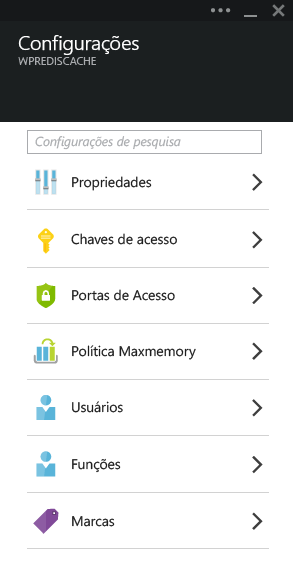 Configurações
WPREDISCACHE
Configurações de pesquisa
Propriedades
Chaves de acesso
Portas de Acesso
Política Maxmemory
Usuários
Funções
Marcas